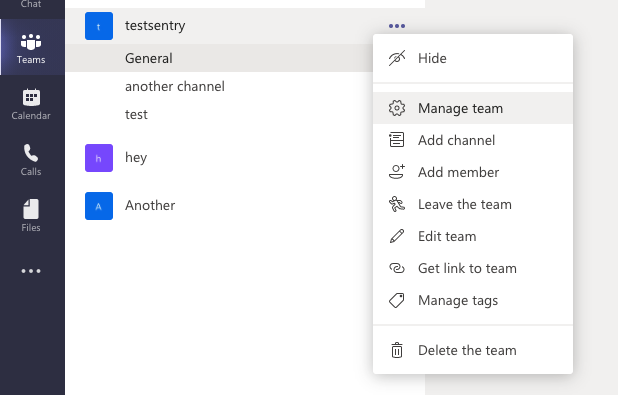 Chat
Teams
Calendar
Calls
Files
t
testsentry
General
another channel
test
h
hey
A
Another
Hide
Manage team
Add channel
Add member
Leave the team
Edit team
Get link to team
Manage tags
Delete the team